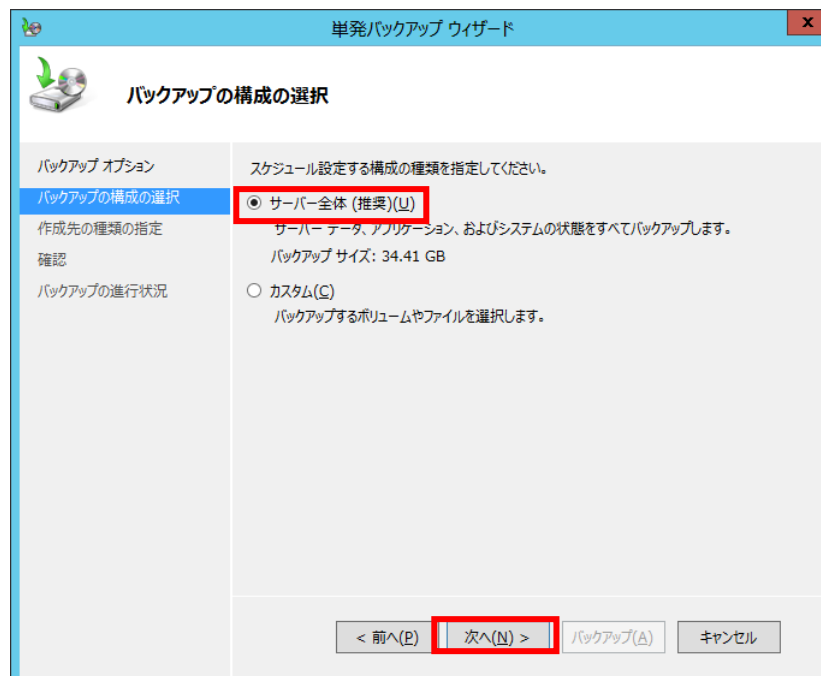 単発バックアップ ウィザード
x
バックアップの構成の選択
バックアップ オプション
バックアップの構成の選択
作成先の種類の指定
確認
バックアップの進行状況
スケジュール設定する構成の種類を指定してください。
サーバー全体 (推奨)(U)
サーバー データ、アプリケーション、およびシステムの状態をすべてバックアップします。
バックアップ サイズ: 34.41 GB
カスタム(C)
バックアップするボリュームやファイルを選択します。
< 前へ(P) 次へ(N) > バックアップ(A) キャンセル